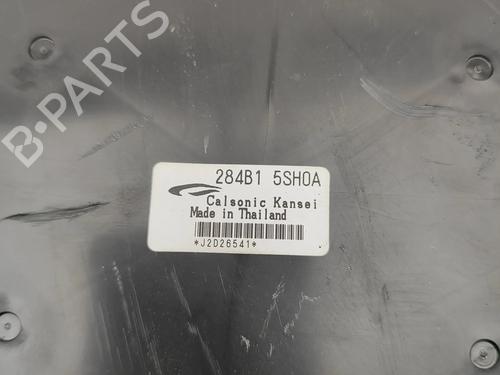 B-PARTS
284B1 5SH0A
Calsonic Kansei
Made in Thailand
*J2D26541*